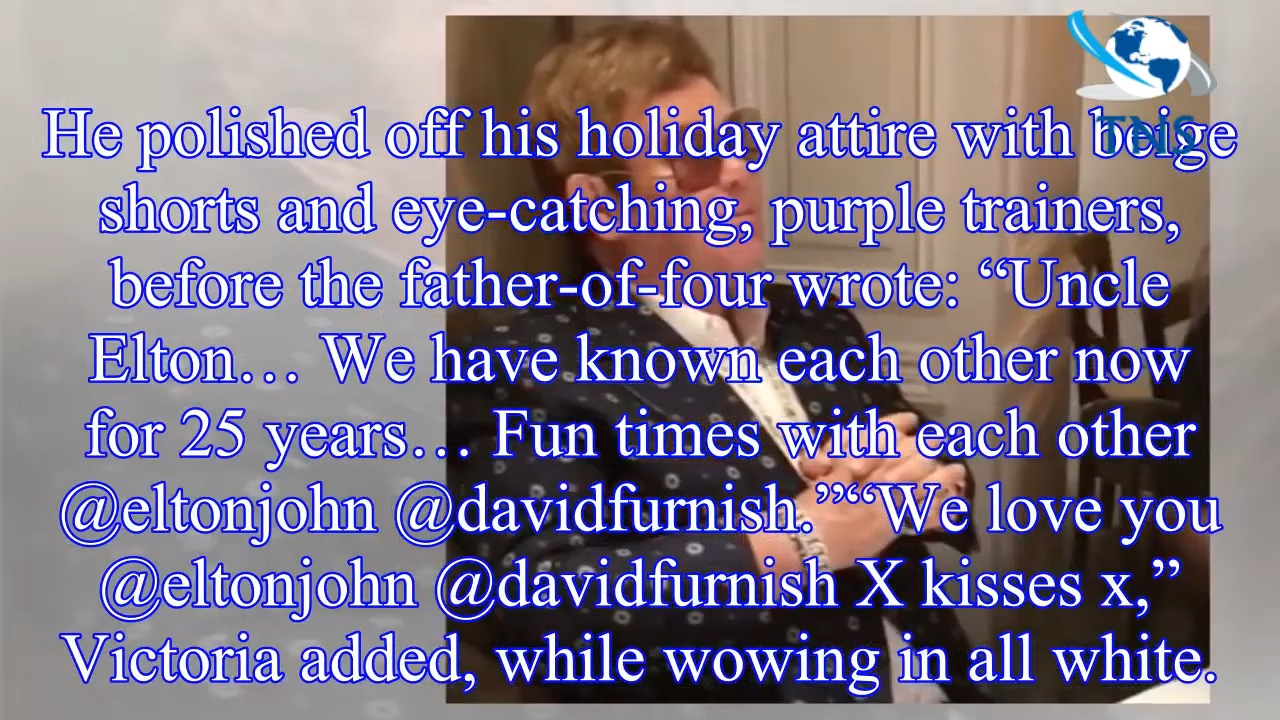 TNS
He polished off his holiday attire with beige
shorts and eye-catching, purple trainers,
before the father-of-four wrote: “Uncle
Elton… We have known each other now
for 25 years… Fun times with each other
@eltonjohn @davidfurnish.”“We love you
@eltonjohn @davidfurnish X kisses x,”
Victoria added, while wowing in all white.